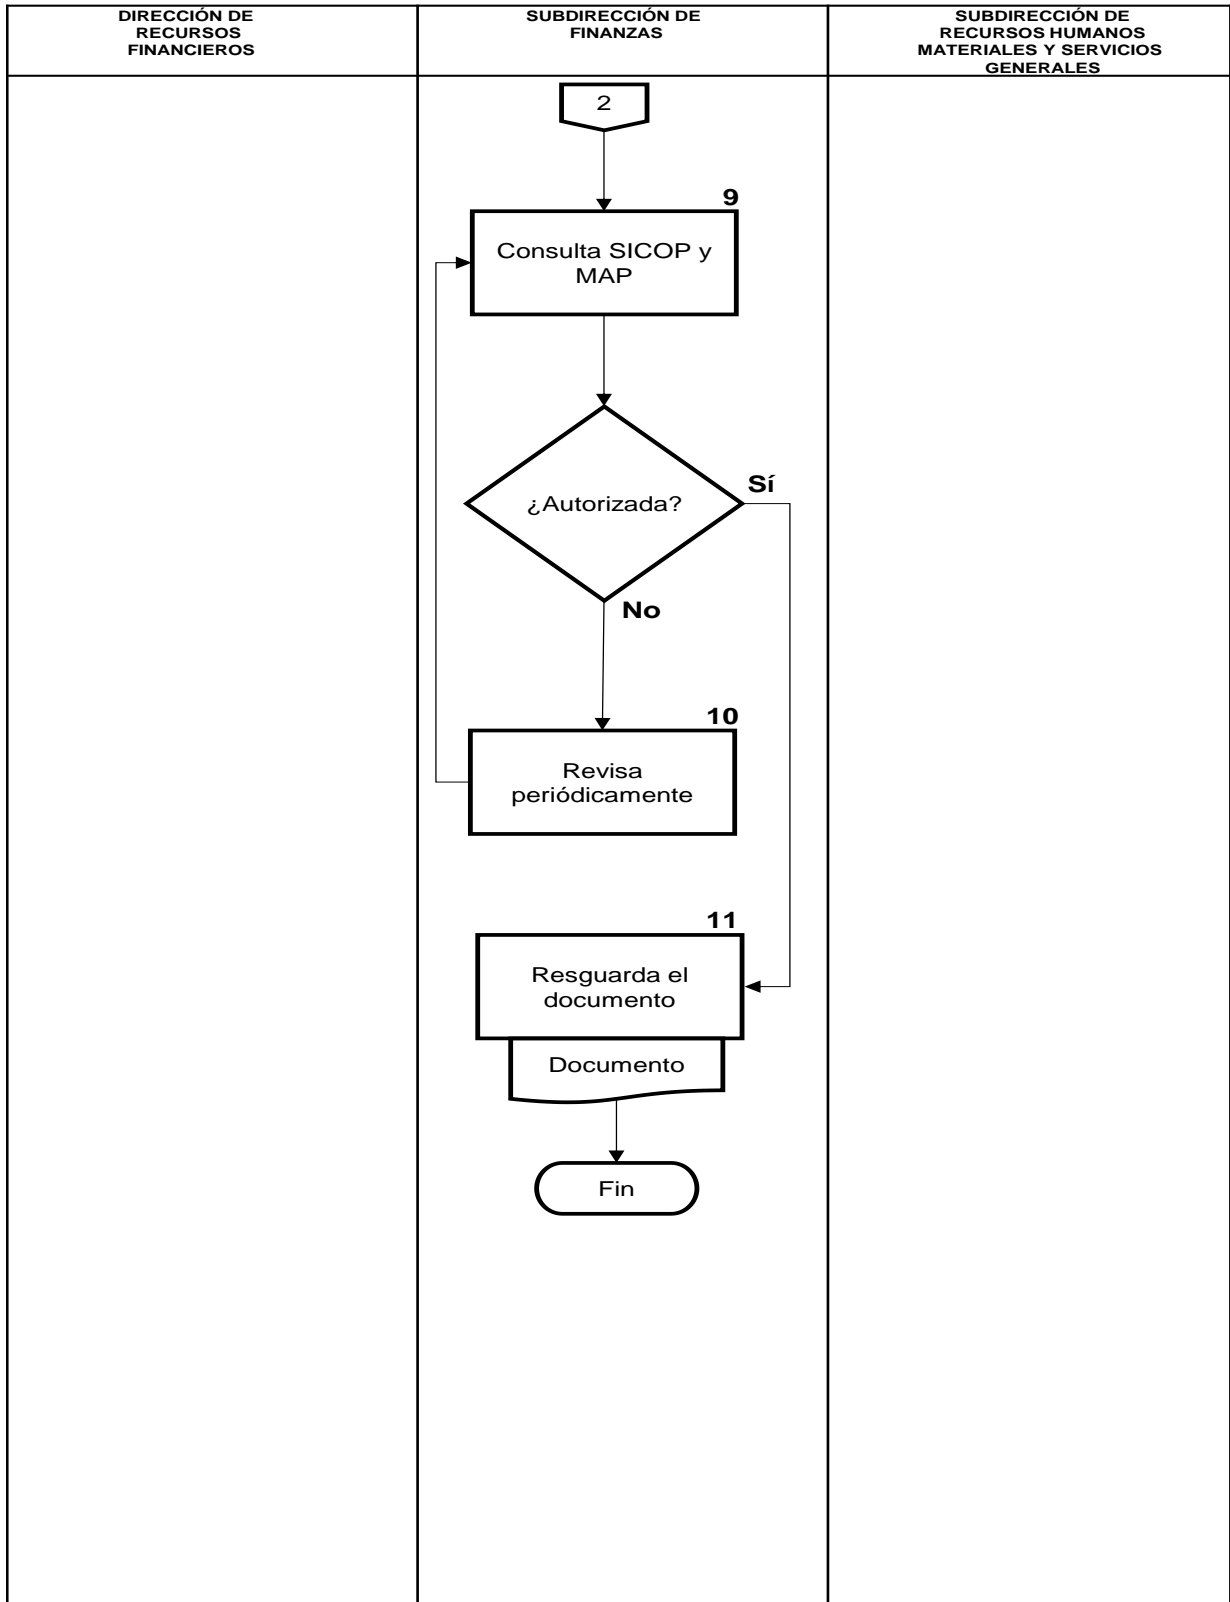 DIRECCIÓN DE
RECURSOS
FINANCIEROS
SUBDIRECCIÓN DE
FINANZAS
SUBDIRECCIÓN DE
RECURSOS HUMANOS
MATERIALES Y SERVICIOS
GENERALES
2
9
Consulta SICOP y
MAP
¿Autorizada?
Sí
No
10
Revisa
periódicamente
11
Resguarda el
documento
Documento
Fin